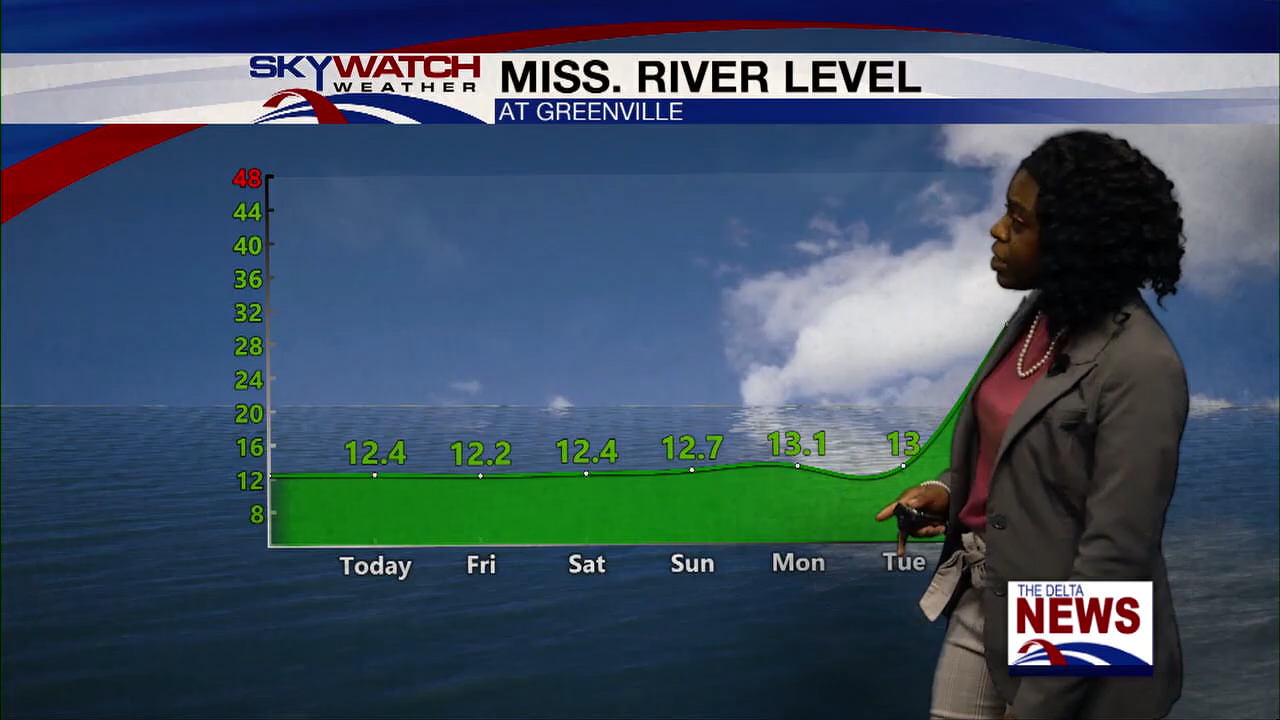 SKYWATCH
WEATHER
MISS. RIVER LEVEL
AT GREENVILLE
48
44
40
36
32
28
24
20
16
12
8
12.4 12.2 12.4 12.7 13.1 13
Today Fri Sat Sun Mon Tue
THE DELTA
NEWS